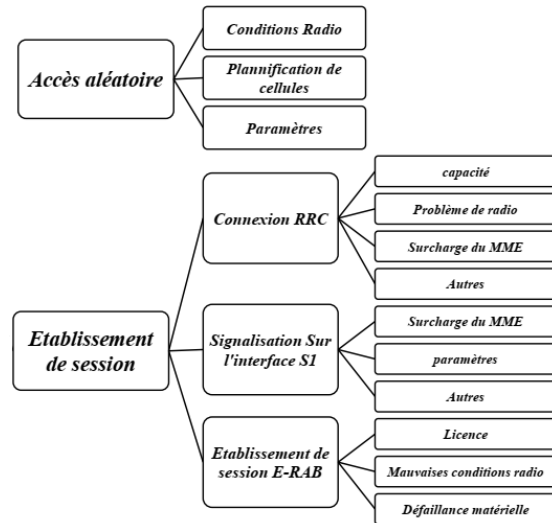 Conditions Radio
Accès aléatoire
Plannification de
cellules
Paramètres
Etablissement
de session
Connexion RRC
capacité
Problème de radio
Surcharge du MME
Autres
Signalisation Sur
l'interface S1
Surcharge du MME
paramètres
Autres
Etablissement de
session E-RAB
Licence
Mauvaises conditions radio
Défaillance matérielle